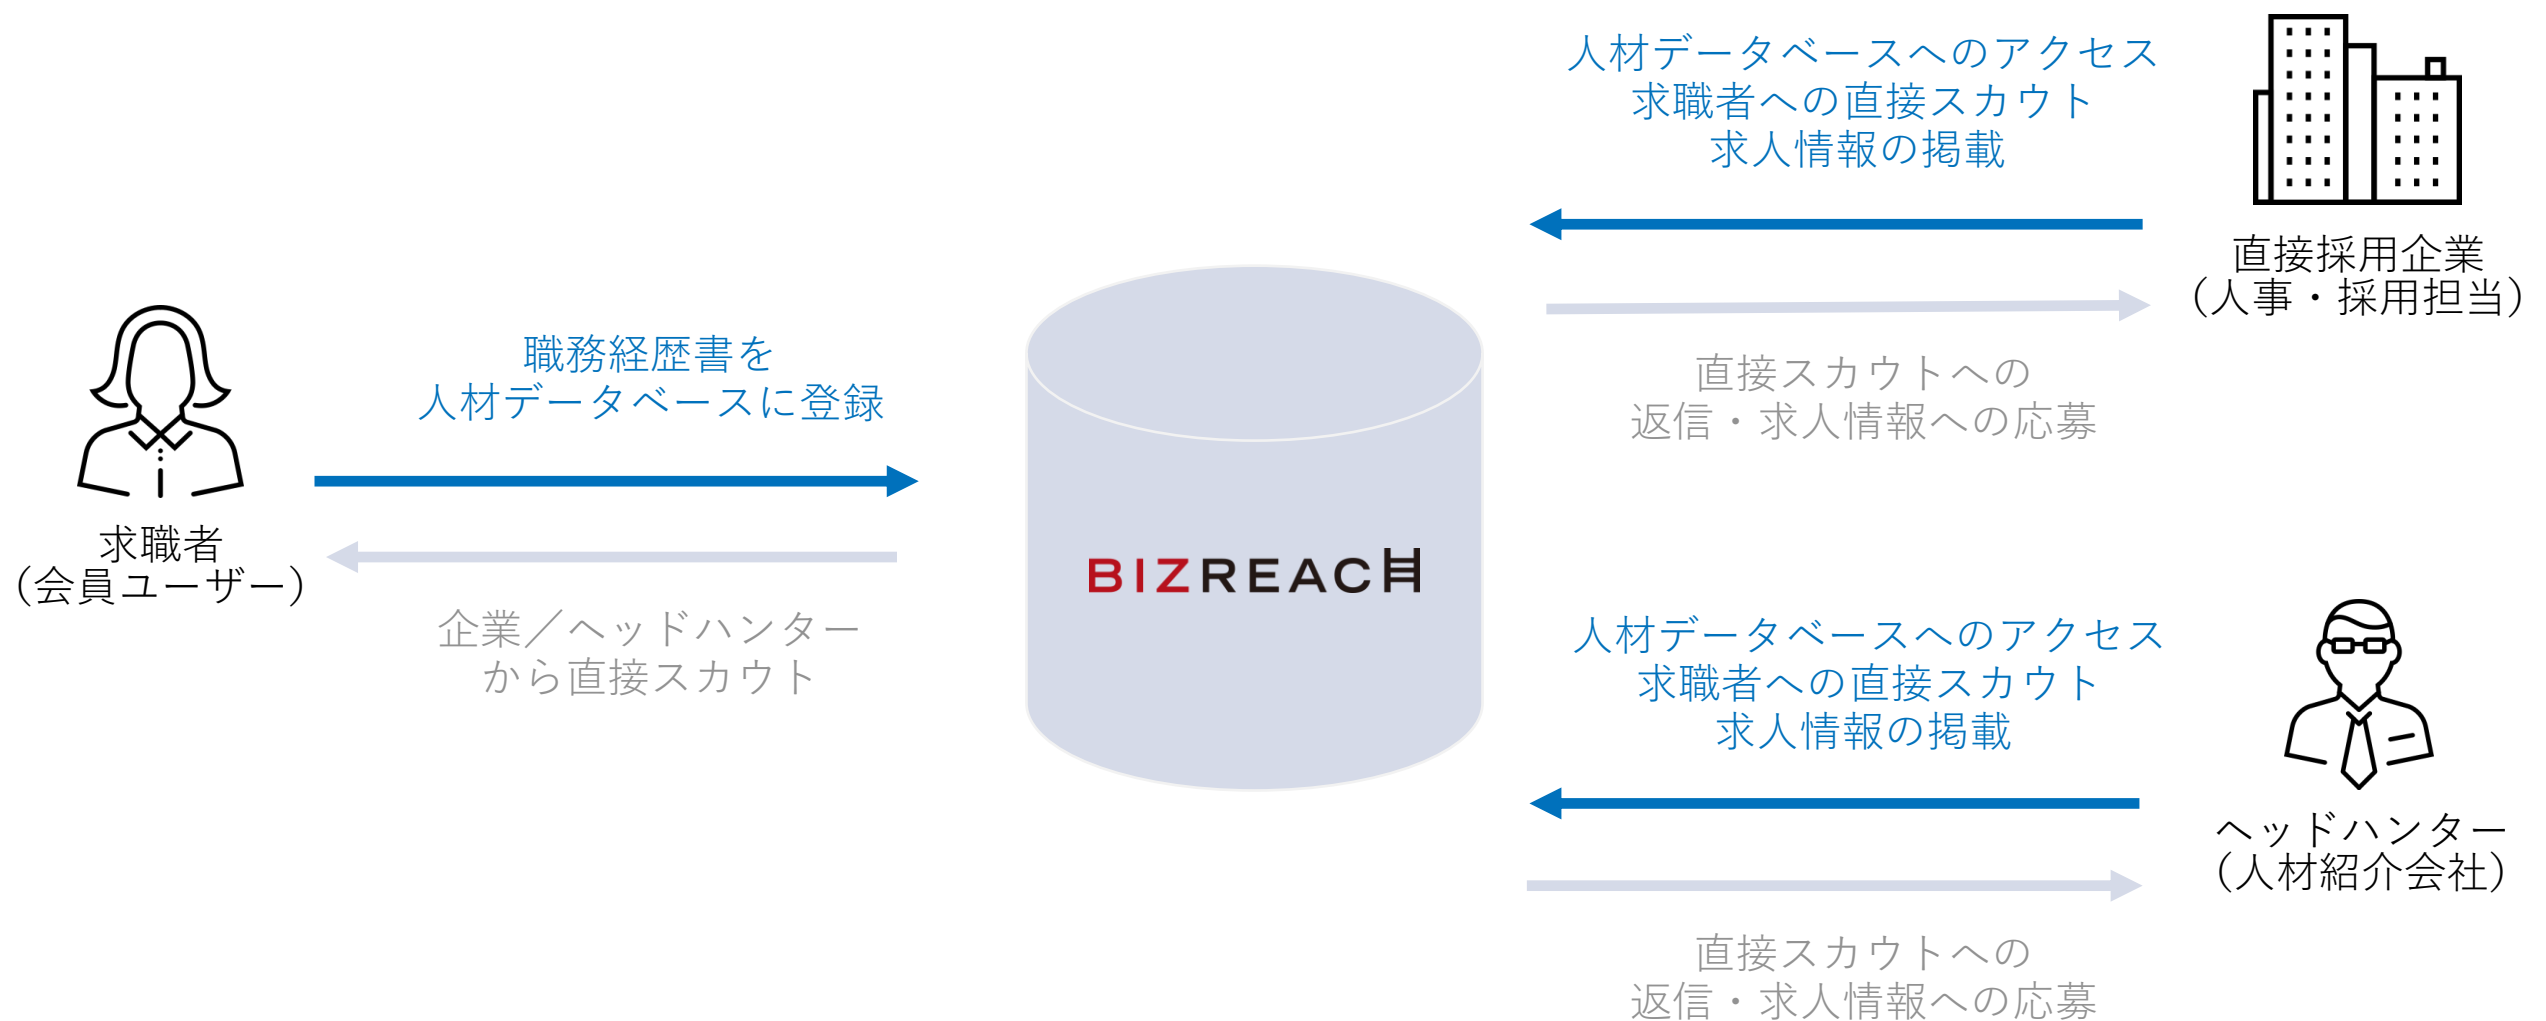 人材データベースへのアクセス
求職者への直接スカウト
求人情報の掲載
直接採用企業
（人事・採用担当）
直接スカウトへの
返信・求人情報への応募
職務経歴書を
人材データベースに登録
求職者
（会員ユーザー）
企業／ヘッドハンター
から直接スカウト
BIZREACH
人材データベースへのアクセス
求職者への直接スカウト
求人情報の掲載
ヘッドハンター
（人材紹介会社）
直接スカウトへの
返信・求人情報への応募